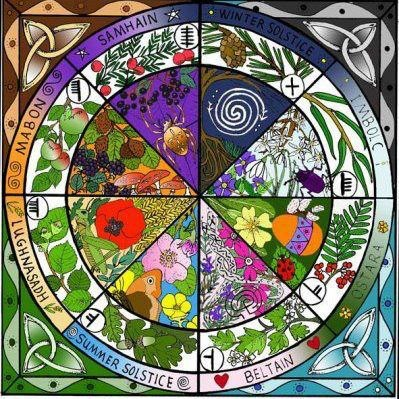 WINTER SOLSTICE
IMBOLC
OSTARA
BELTAIN
SUMMER SOLSTICE
LUGHNASADH
MABON
SAMHAIN